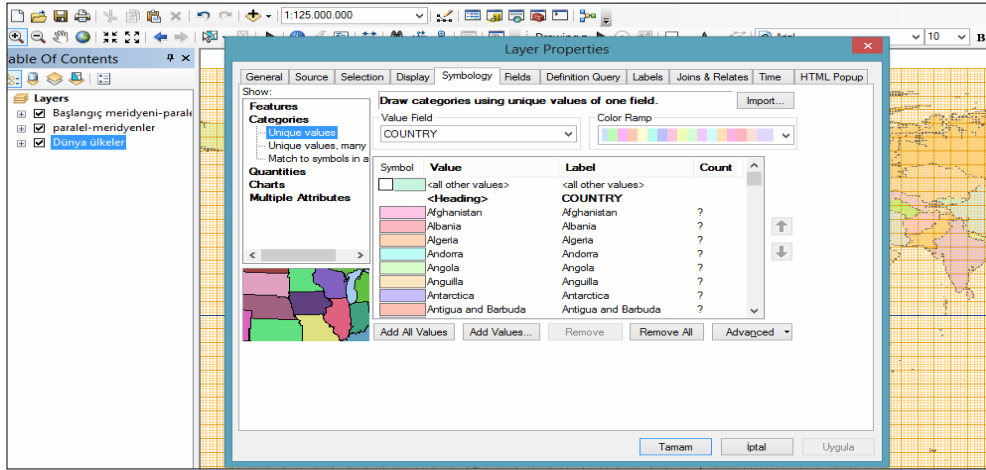 1:125.000.000
10
B
Layer Properties
able Of Contents
Layers
Başlangıç meridyeni-parale
paralel-meridyenler
Dünya ülkeler
General Source Selection Display Symbology Fields Definition Query Labels Joins & Relates Time HTML Popup
Show:
Features
Categories
Unique values
Unique values, many
Match to symbols in a
Quantities
Charts
Multiple Attributes
Draw categories using unique values of one field.
Import...
Value Field
COUNTRY
Color Ramp
Symbol Value Label Count
<all other values> <all other values>
<Heading> COUNTRY
Afghanistan Afghanistan ?
Albania Albania ?
Algeria Algeria ?
Andorra Andorra ?
Angola Angola ?
Anguilla Anguilla ?
Antarctica Antarctica ?
Antigua and Barbuda Antigua and Barbuda ?
Add All Values Add Values... Remove Remove All Advanced
Tamam İptal Uygula